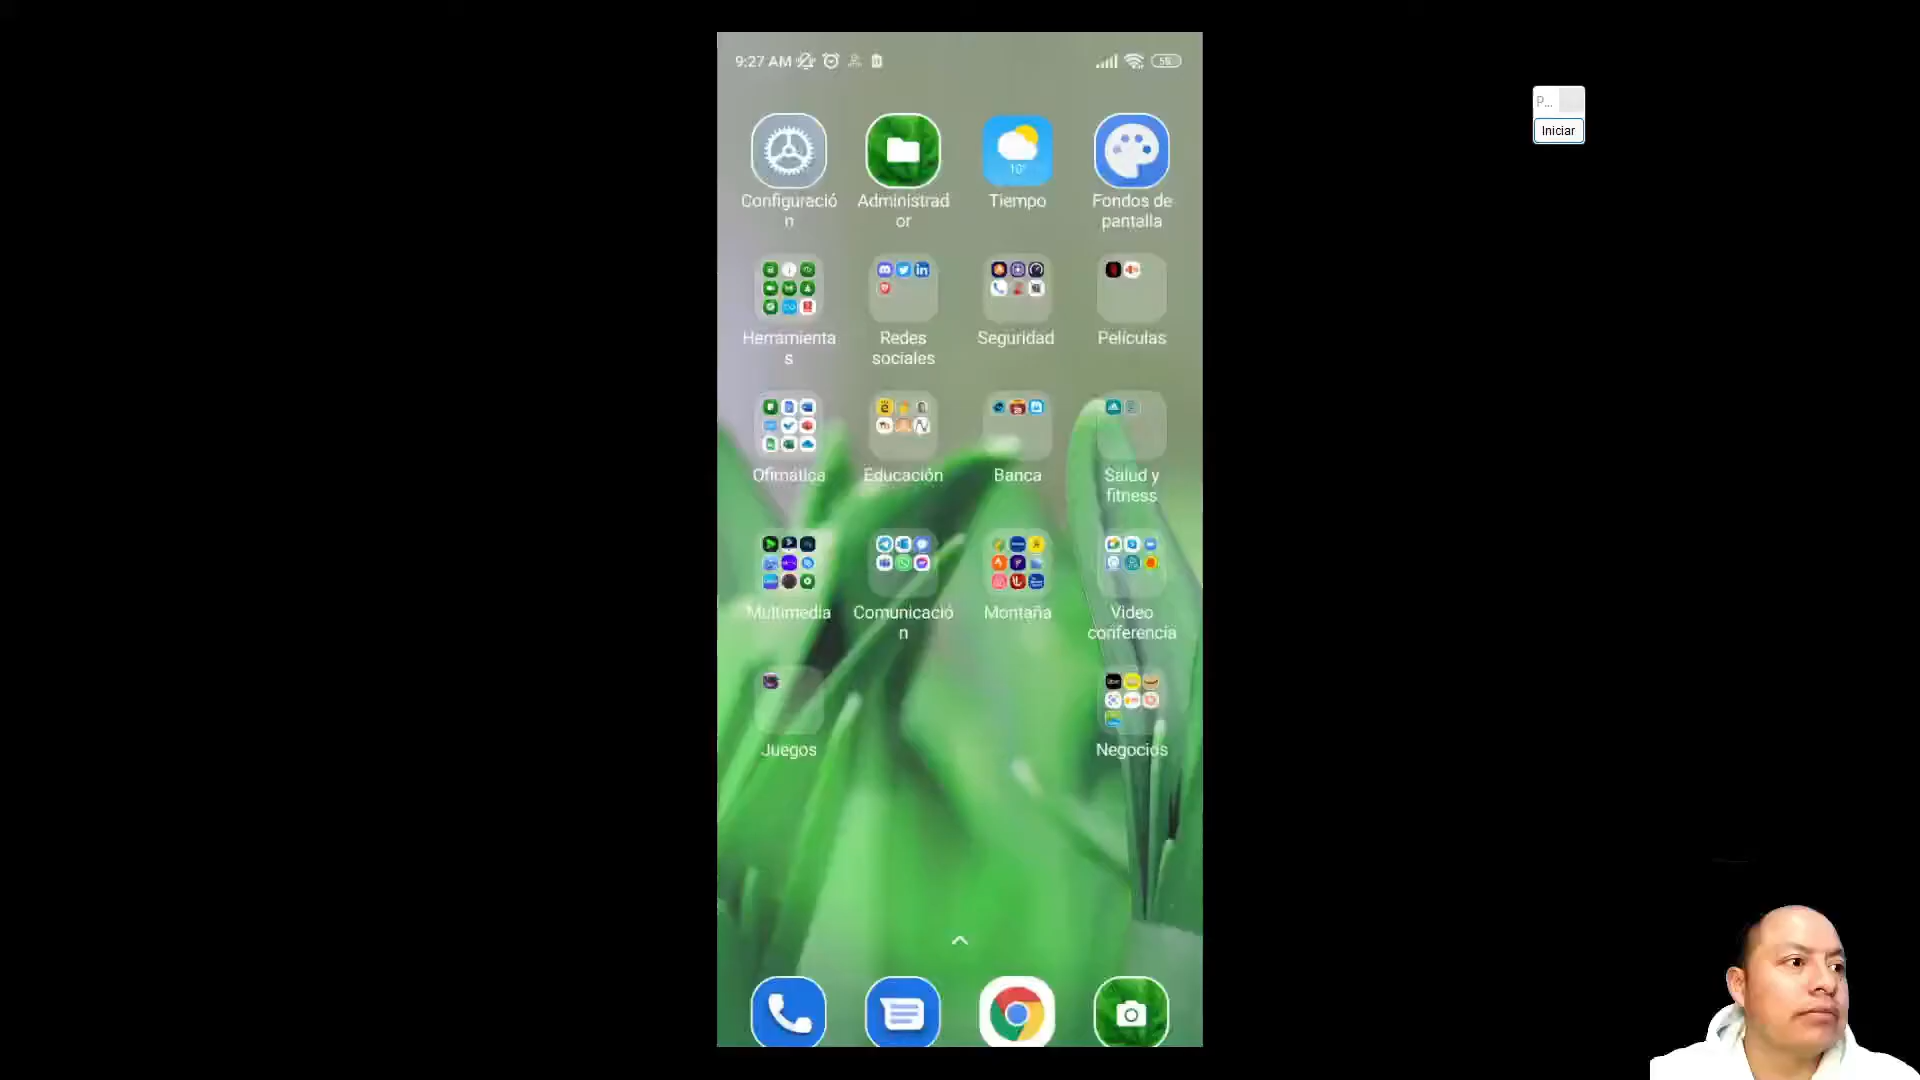 9:27 AM
P...
Iniciar
10°
Configuració
n
Administrad
or
Tiempo
Fondos de
pantalla
Herramienta
s
Redes
sociales
Seguridad
Películas
Ofimática
Educación
Banca
Salud y
fitness
Multimedia
Comunicació
n
Montaña
Video
conferencia
Juegos
Negocios